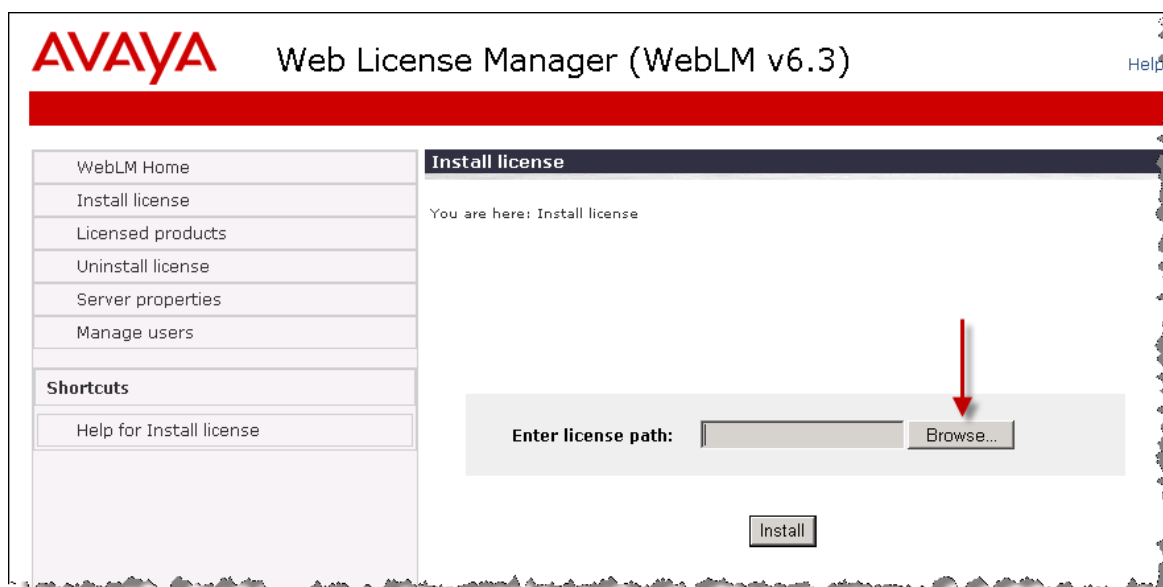 AVAYA
Web License Manager (WebLM v6.3)
Help
WebLM Home
Install license
Licensed products
Uninstall license
Server properties
Manage users
Shortcuts
Help for Install license
Install license
You are here: Install license
Enter license path:
Browse...
Install